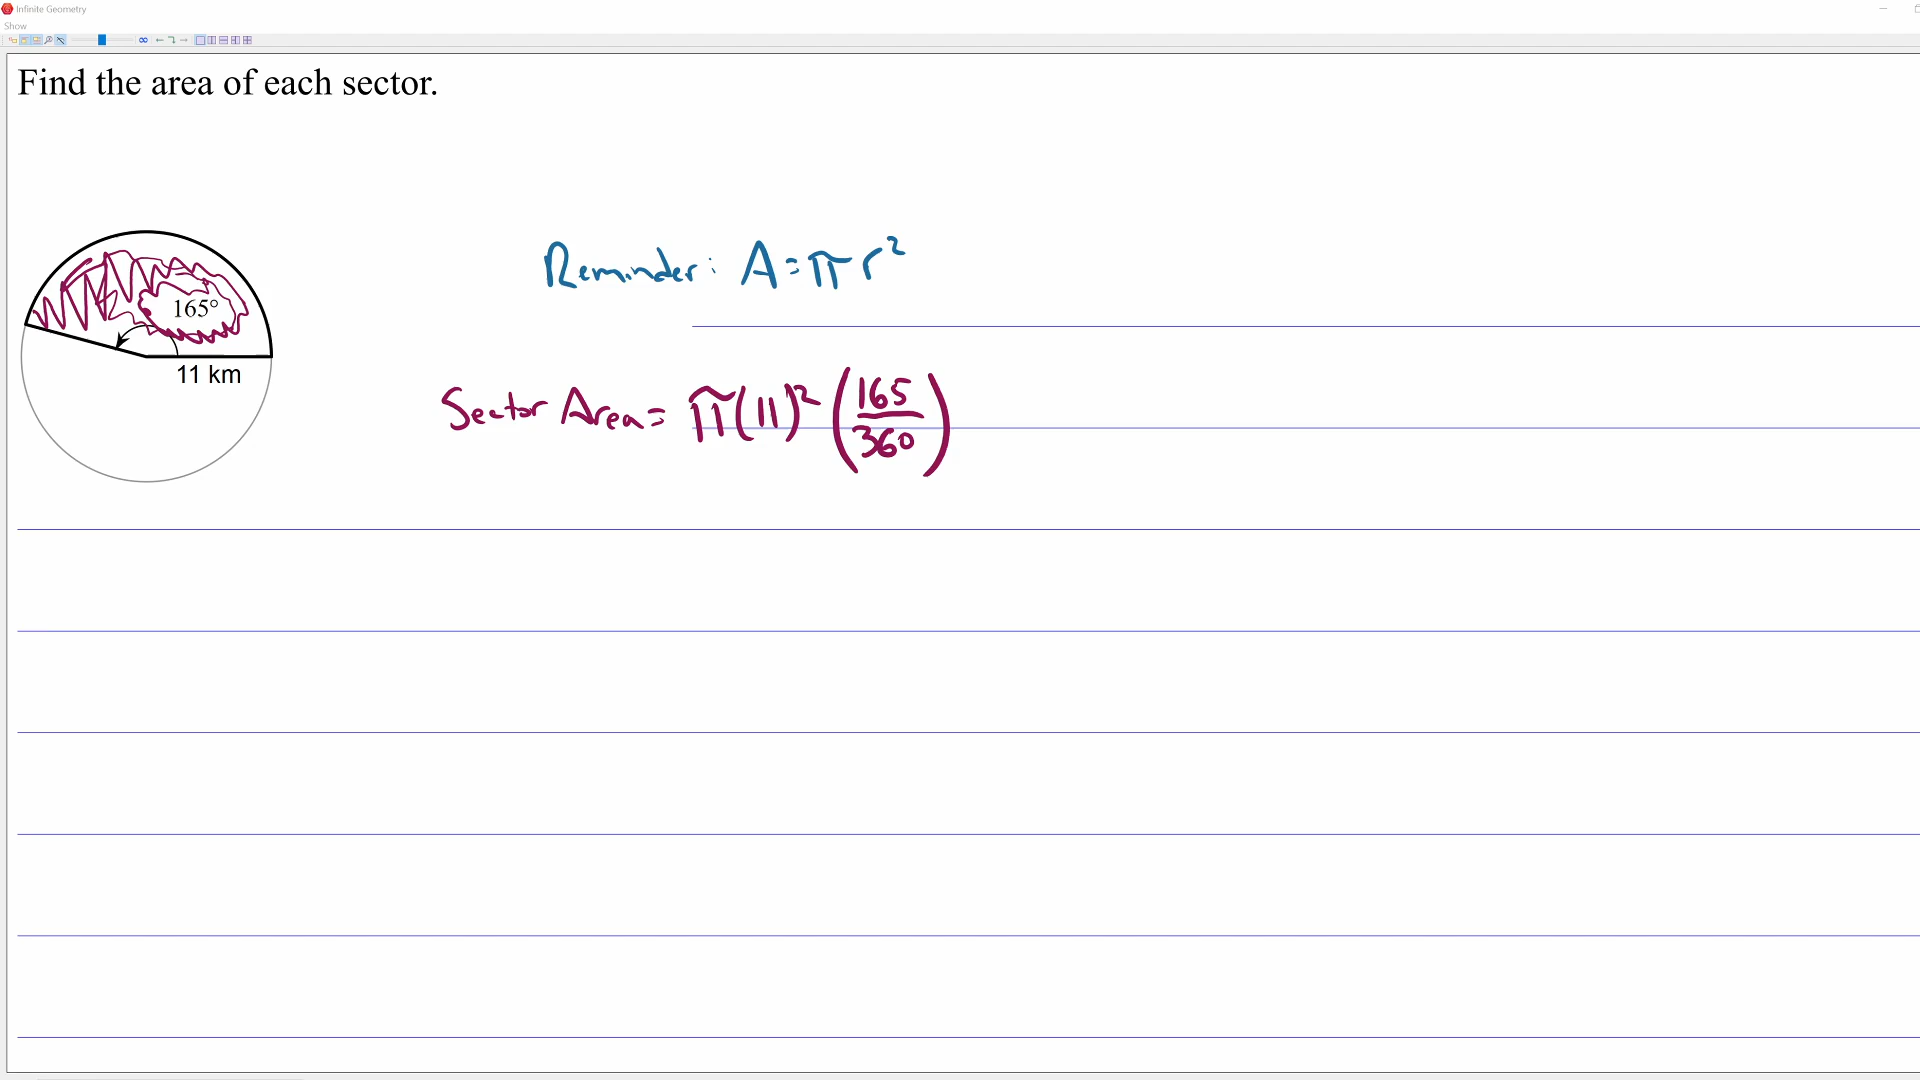 Infinite Geometry
Show
Find the area of each sector.
Reminder: A = πr²
165°
11 km
Sector Area = π(11)² (165/360)